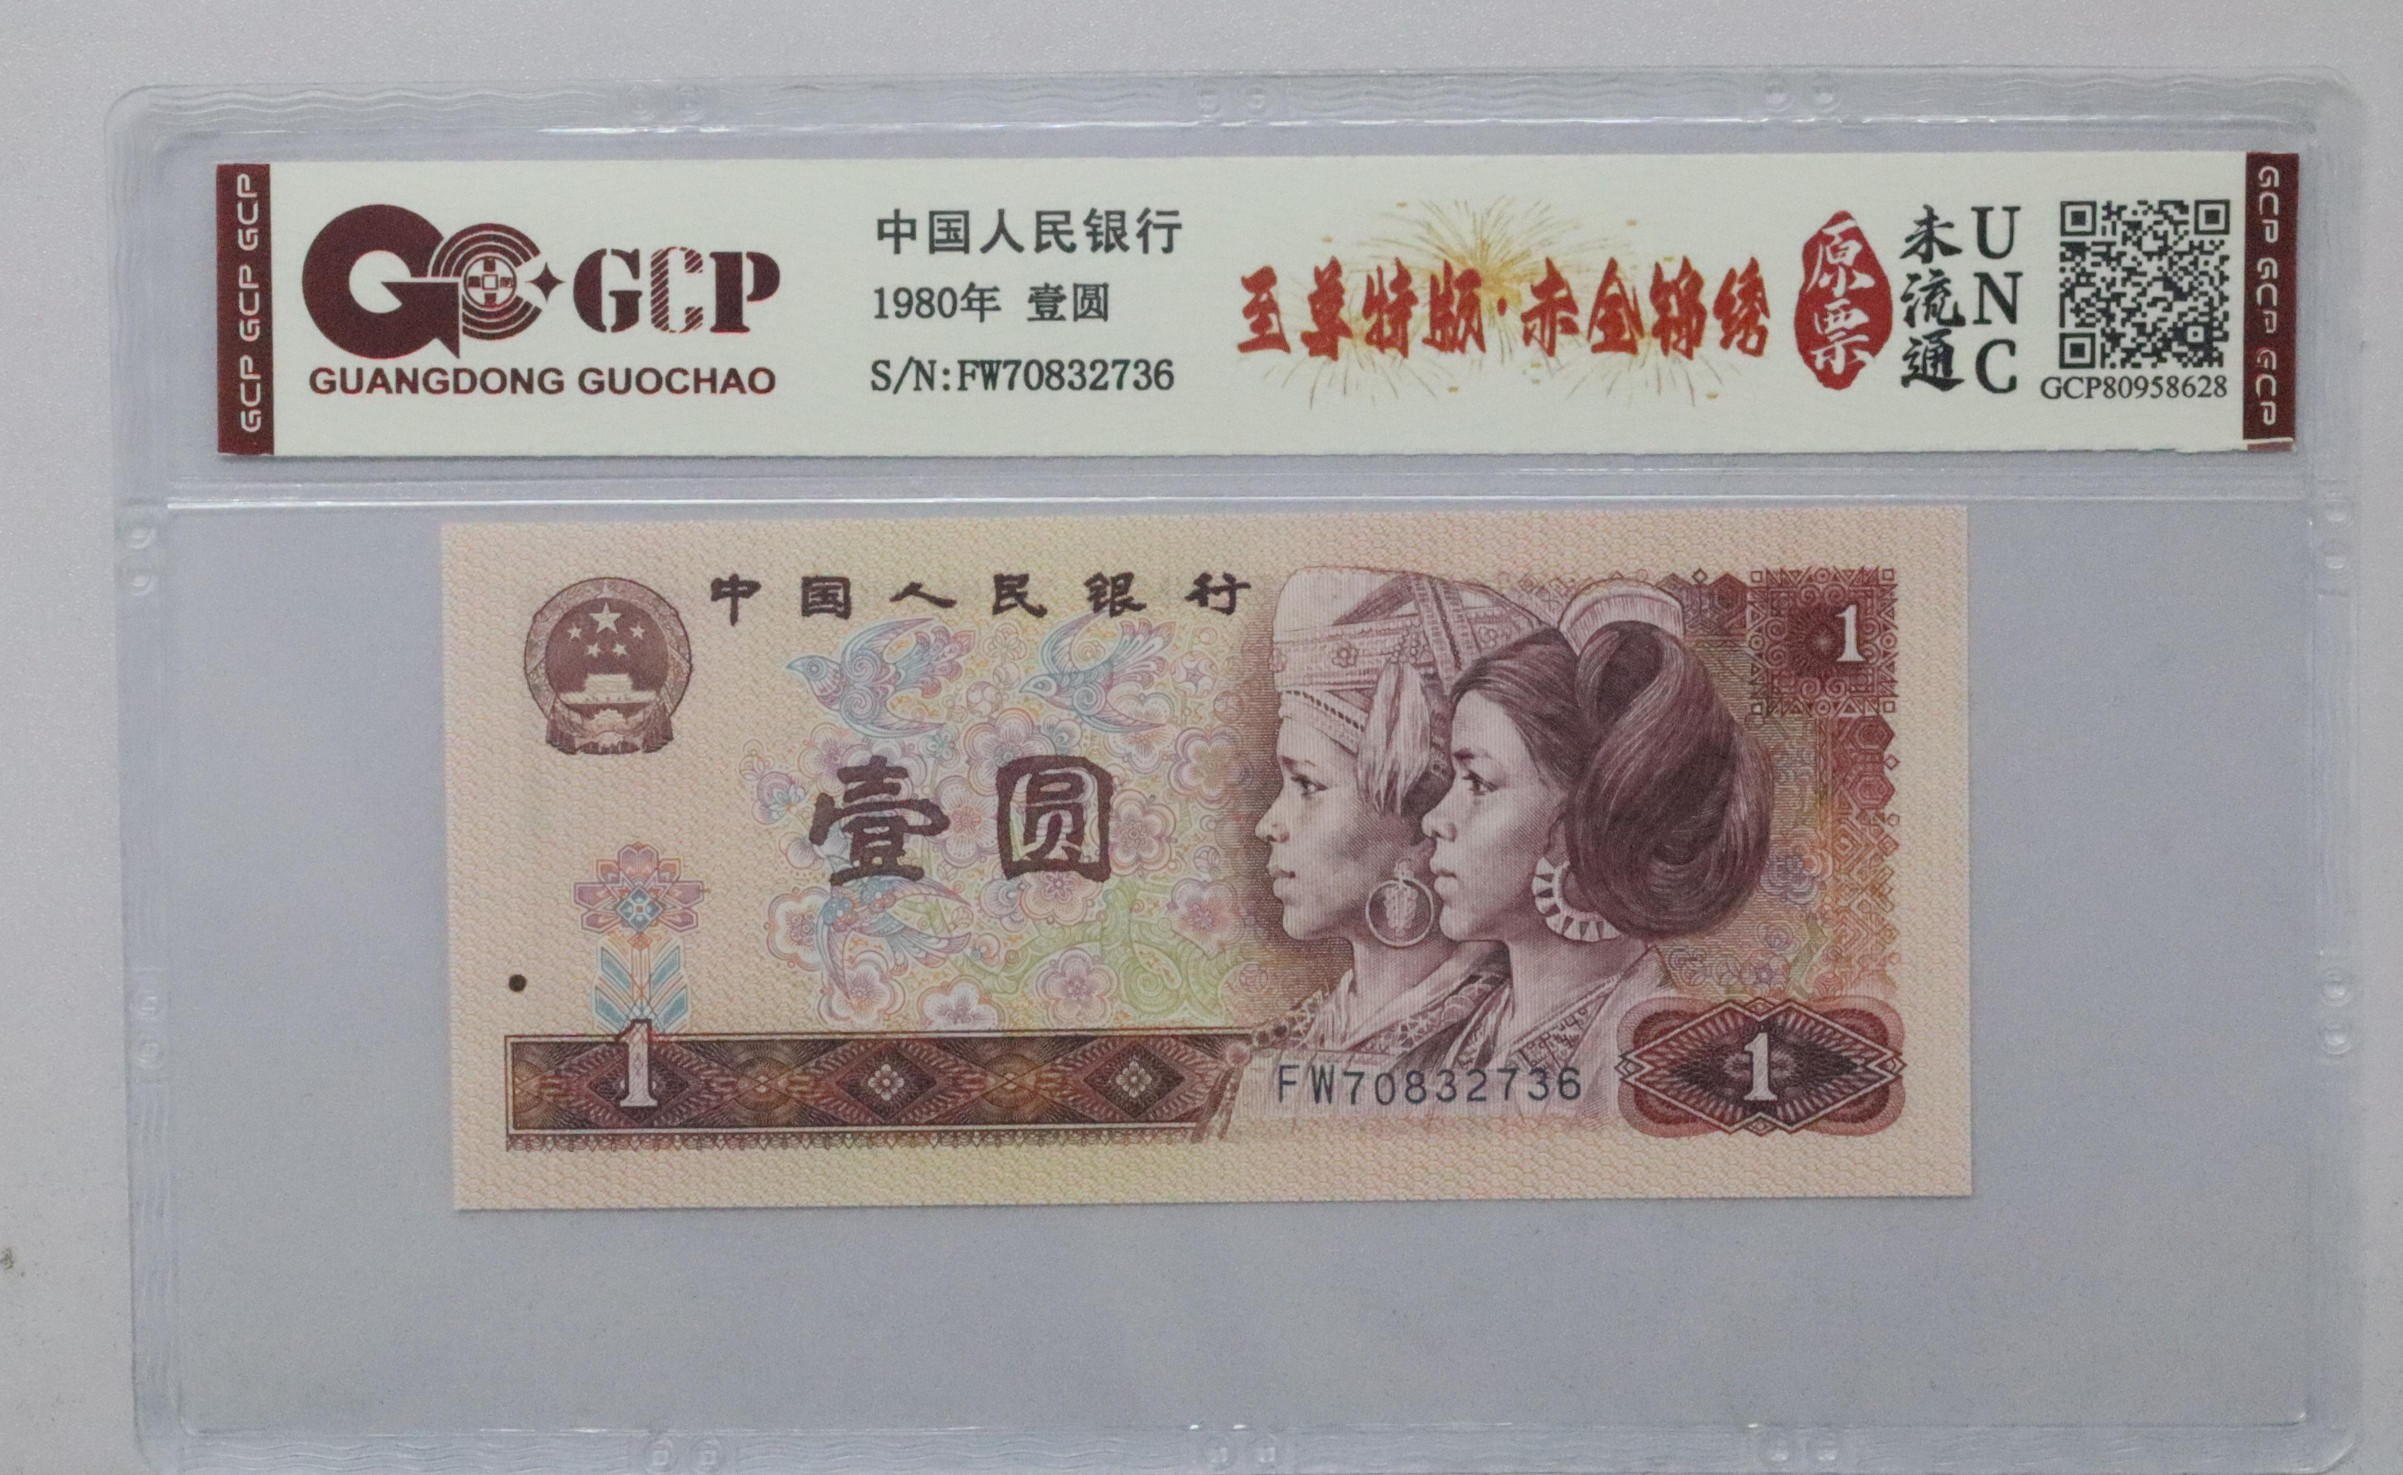 GCP GCP GCP
GC GCP
GUANGDONG GUOCHAO
中国人民银行
1980年 壹圆
S/N:FW70832736
至尊特版·赤金锦绣
原票
未流通
UNC
GCP80958628
GCP GCP GCP
中国人民银行
1
壹圆
1
FW70832736
1